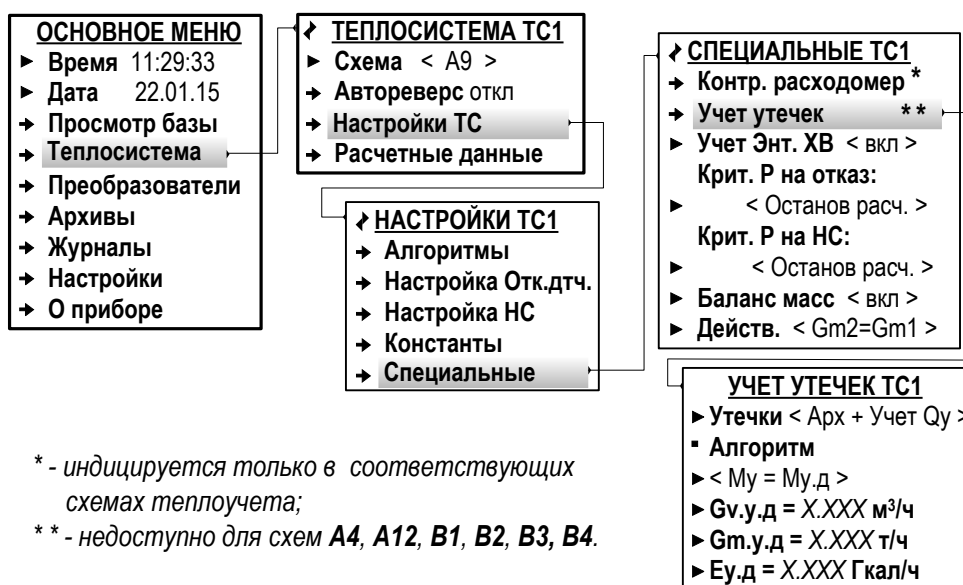 ОСНОВНОЕ МЕНЮ
Время 11:29:33
Дата 22.01.15
Просмотр базы
Теплосистема
Преобразователи
Архивы
Журналы
Настройки
О приборе
ТЕПЛОСИСТЕМА ТС1
Схема < А9 >
Автореверс откл
Настройки ТС
Расчетные данные
НАСТРОЙКИ ТС1
Алгоритмы
Настройка Отк.дтч.
Настройка НС
Константы
Специальные
СПЕЦИАЛЬНЫЕ ТС1
Контр. расходомер *
Учет утечек * *
Учет Энт. ХВ < вкл >
Крит. Р на отказ:
< Останов расч. >
Крит. Р на НС:
< Останов расч. >
Баланс масс < вкл >
Действ. < Gm2=Gm1 >
УЧЕТ УТЕЧЕК ТС1
Утечки < Арх + Учет Qу >
Алгоритм
< Му = Му.д >
Gv.у.д = X.XXX м³/ч
Gm.у.д = X.XXX т/ч
Еу.д = X.XXX Гкал/ч
* - индицируется только в соответствующих
схемах теплоучета;
* * - недоступно для схем А4, А12, В1, В2, В3, В4.